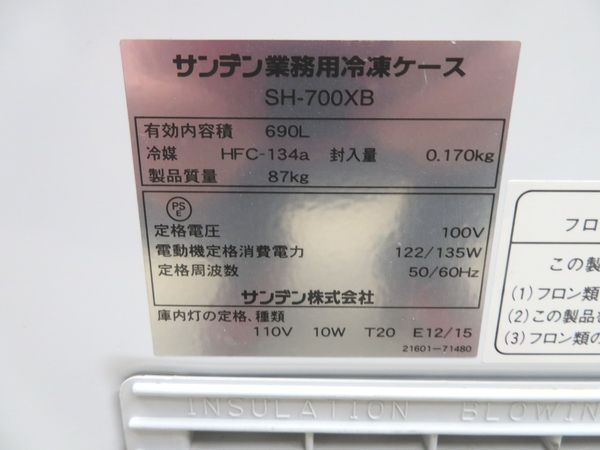 サンデン業務用冷凍ケース
SH-700XB
有効内容積 690L
冷媒 HFC-134a 封入量 0.170kg
製品質量 87kg
PS
E
定格電圧 100V
電動機定格消費電力 122/135W
定格周波数 50/60Hz
サンデン株式会社
庫内灯の定格、種類
110V 10W T20 E12/15
21601-71480
フロ
この製
(1)フロン類
(2)この製品を
(3)フロン類の
INSULATION BLOWIN